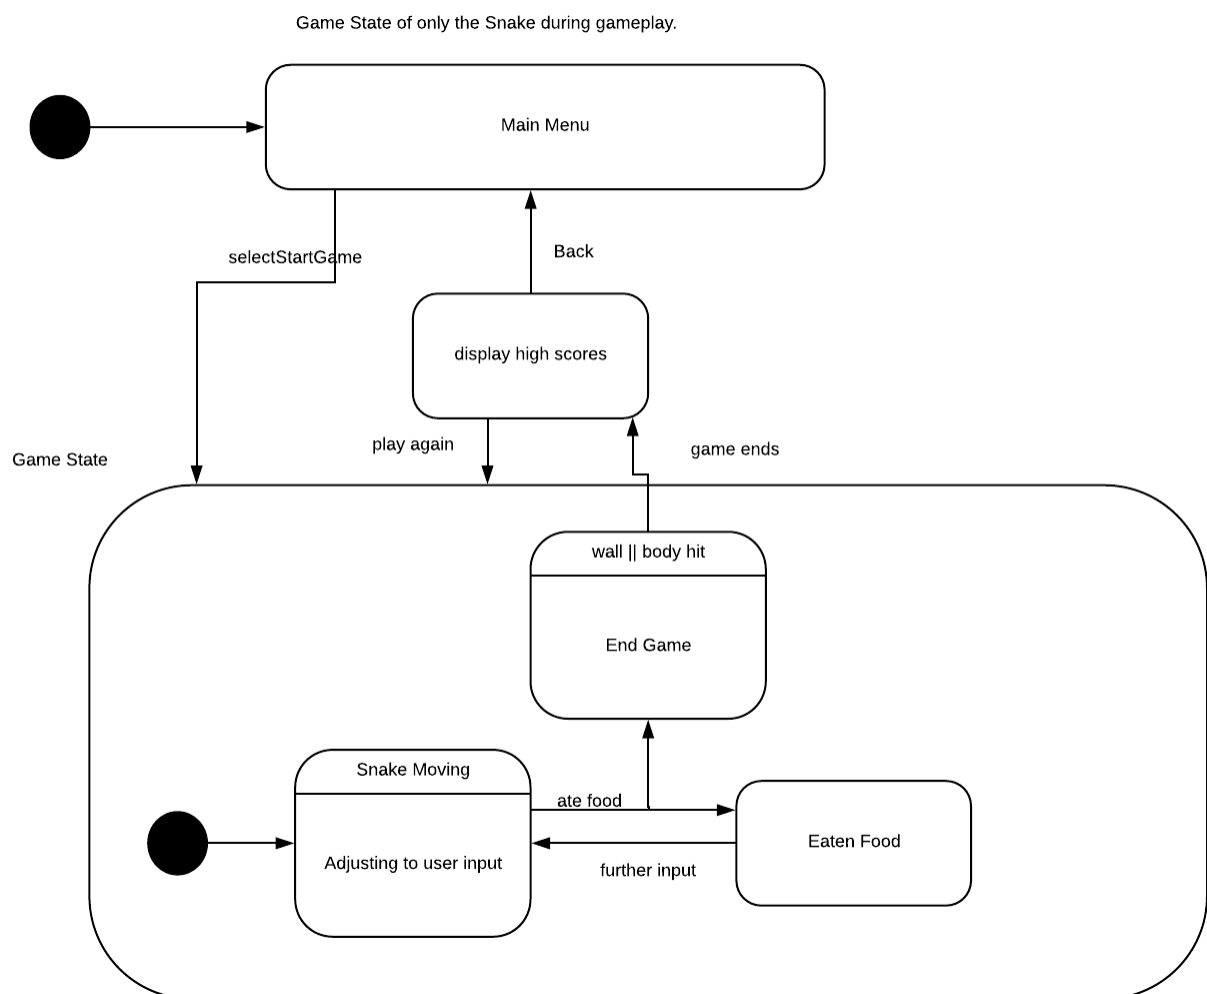 Game State of only the Snake during gameplay.
Main Menu
selectStartGame
Back
display high scores
play again
game ends
Game State
wall || body hit
End Game
Snake Moving
ate food
Adjusting to user input
Eaten Food
further input